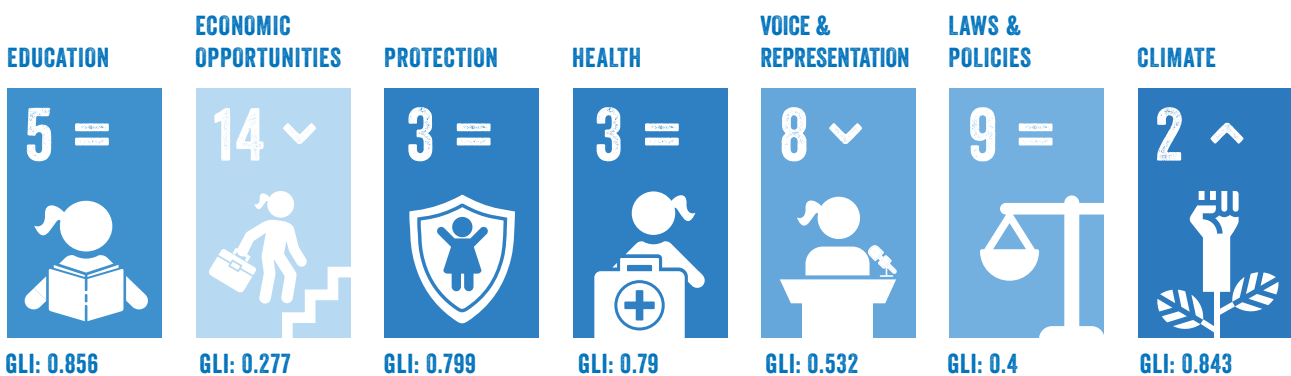 EDUCATION
ECONOMIC
OPPORTUNITIES
PROTECTION
HEALTH
VOICE &
REPRESENTATION
LAWS &
POLICIES
CLIMATE
5 =
14
3 =
3 =
8
9 =
2
GLI: 0.856
GLI: 0.277
GLI: 0.799
GLI: 0.79
GLI: 0.532
GLI: 0.4
GLI: 0.843